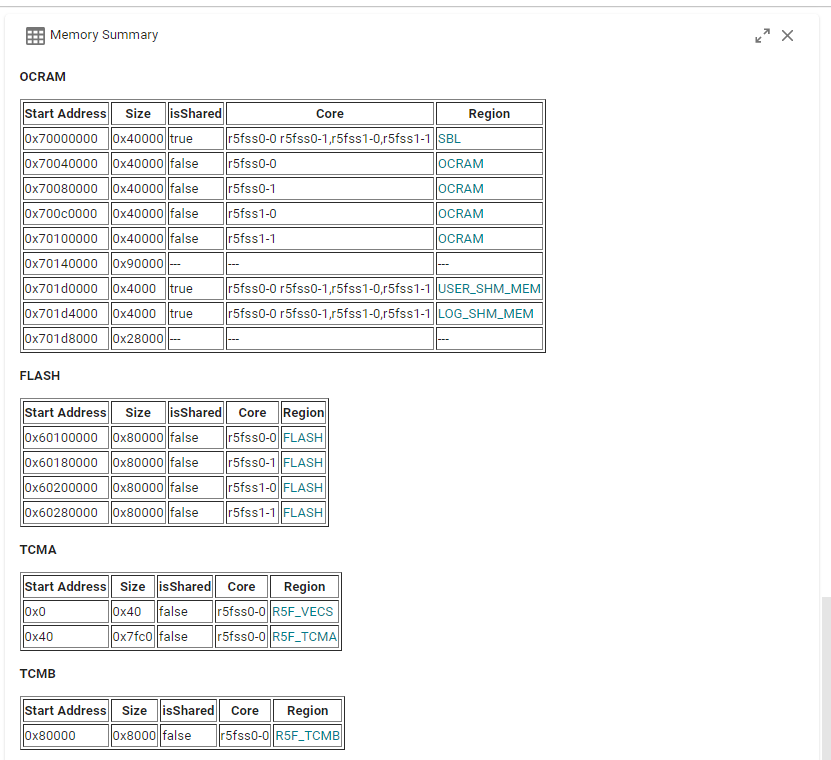 Memory Summary
OCRAM
Start Address Size isShared Core Region
0x70000000 0x40000 true r5fss0-0 r5fss0-1,r5fss1-0,r5fss1-1 SBL
0x70040000 0x40000 false r5fss0-0 OCRAM
0x70080000 0x40000 false r5fss0-1 OCRAM
0x700c0000 0x40000 false r5fss1-0 OCRAM
0x70100000 0x40000 false r5fss1-1 OCRAM
0x70140000 0x90000 --- --- ---
0x701d0000 0x4000 true r5fss0-0 r5fss0-1,r5fss1-0,r5fss1-1 USER_SHM_MEM
0x701d4000 0x4000 true r5fss0-0 r5fss0-1,r5fss1-0,r5fss1-1 LOG_SHM_MEM
0x701d8000 0x28000 --- --- ---
FLASH
Start Address Size isShared Core Region
0x60100000 0x80000 false r5fss0-0 FLASH
0x60180000 0x80000 false r5fss0-1 FLASH
0x60200000 0x80000 false r5fss1-0 FLASH
0x60280000 0x80000 false r5fss1-1 FLASH
TCMA
Start Address Size isShared Core Region
0x0 0x40 false r5fss0-0 R5F_VECS
0x40 0x7fc0 false r5fss0-0 R5F_TCMA
TCMB
Start Address Size isShared Core Region
0x80000 0x8000 false r5fss0-0 R5F_TCMB